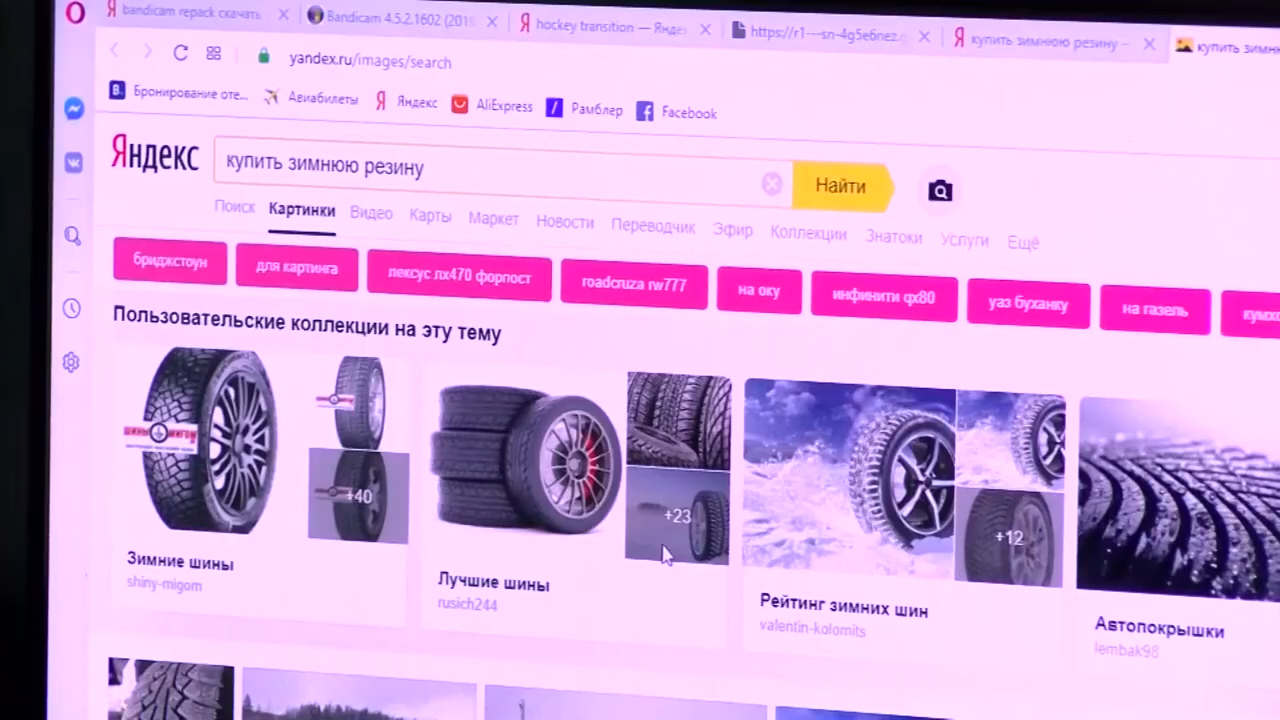 bandicam repack скачать
Bandicam 4.5.2.1602 (2019
hockey transition — Яндек
https://r1---sn-4g5e6nez.g
купить зимнюю резину —
купить зимн
yandex.ru/images/search
Бронирование оте...
Авиабилеты
Яндекс
AliExpress
Рамблер
Facebook
Яндекс
купить зимнюю резину
Найти
Поиск Картинки Видео Карты Маркет Новости Переводчик Эфир Коллекции Знатоки Услуги Ещё
бриджстоун
для картинга
лексус лх470 форпост
roadcruza rw777
на оку
инфинити qx80
уаз буханку
на газель
кумхо
Пользовательские коллекции на эту тему
+40
+23
+12
Зимние шины
shiny-migom
Лучшие шины
rusich244
Рейтинг зимних шин
valentin-kolomits
Автопокрышки
lembak98